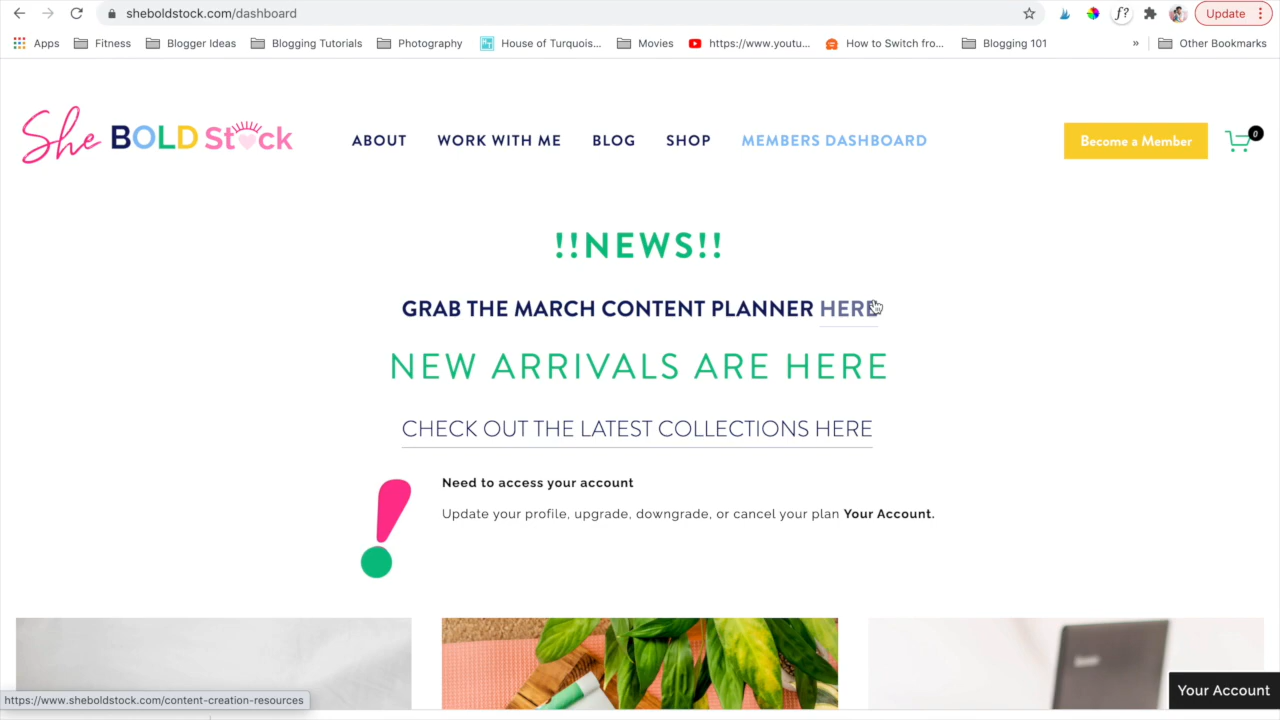 sheboldstock.com/dashboard
f?
Update
Apps
Fitness
Blogger Ideas
Blogging Tutorials
Photography
House of Turquois...
Movies
https://www.youtu...
How to Switch fro...
Blogging 101
»
Other Bookmarks
She BOLD Stock
ABOUT
WORK WITH ME
BLOG
SHOP
MEMBERS DASHBOARD
Become a Member
0
!!NEWS!!
GRAB THE MARCH CONTENT PLANNER HERE
NEW ARRIVALS ARE HERE
CHECK OUT THE LATEST COLLECTIONS HERE
Need to access your account
Update your profile, upgrade, downgrade, or cancel your plan Your Account.
Your Account
https://www.sheboldstock.com/content-creation-resources